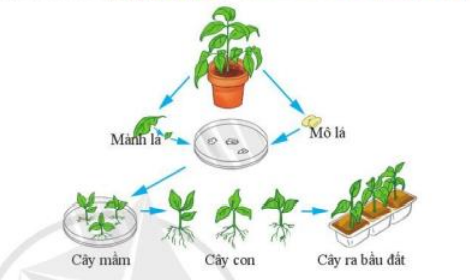 Mảnh lá
Mô lá
Cây mầm
Cây con
Cây ra bầu đất